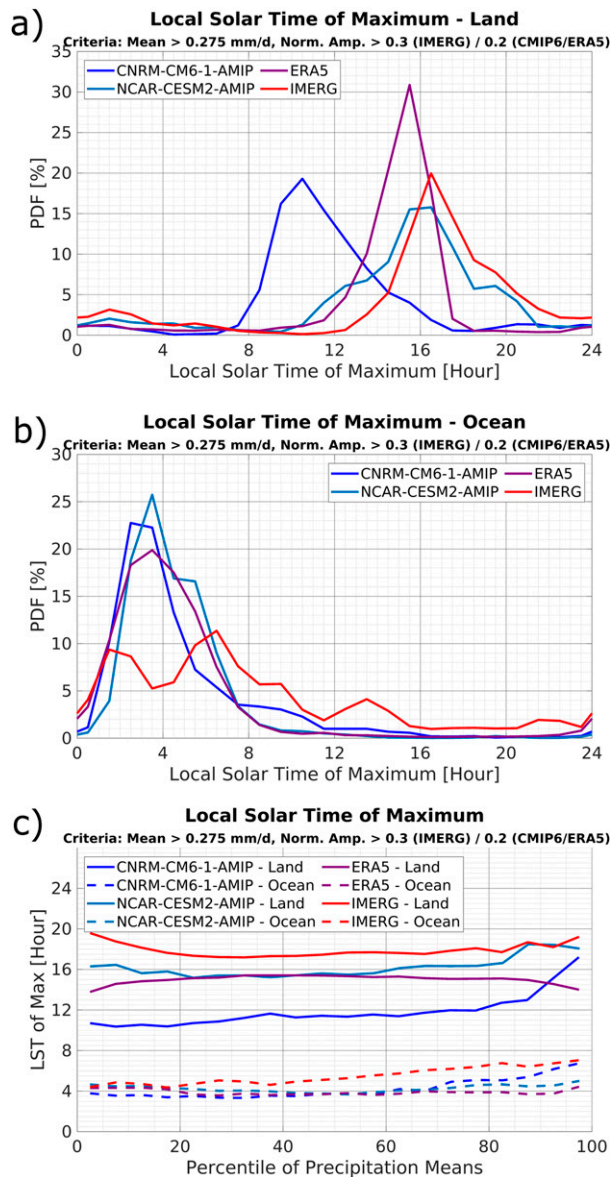 a)
Local Solar Time of Maximum - Land
Criteria: Mean > 0.275 mm/d, Norm. Amp. > 0.3 (IMERG) / 0.2 (CMIP6/ERA5)
CNRM-CM6-1-AMIP ERA5
NCAR-CESM2-AMIP IMERG
PDF [%]
35
30
25
20
15
10
5
0
0 4 8 12 16 20 24
Local Solar Time of Maximum [Hour]
b)
Local Solar Time of Maximum - Ocean
Criteria: Mean > 0.275 mm/d, Norm. Amp. > 0.3 (IMERG) / 0.2 (CMIP6/ERA5)
CNRM-CM6-1-AMIP ERA5
NCAR-CESM2-AMIP IMERG
PDF [%]
30
25
20
15
10
5
0
0 4 8 12 16 20 24
Local Solar Time of Maximum [Hour]
c)
Local Solar Time of Maximum
Criteria: Mean > 0.275 mm/d, Norm. Amp. > 0.3 (IMERG) / 0.2 (CMIP6/ERA5)
CNRM-CM6-1-AMIP - Land ERA5 - Land
CNRM-CM6-1-AMIP - Ocean ERA5 - Ocean
NCAR-CESM2-AMIP - Land IMERG - Land
NCAR-CESM2-AMIP - Ocean IMERG - Ocean
LST of Max [Hour]
24
20
16
12
8
4
0
0 20 40 60 80 100
Percentile of Precipitation Means